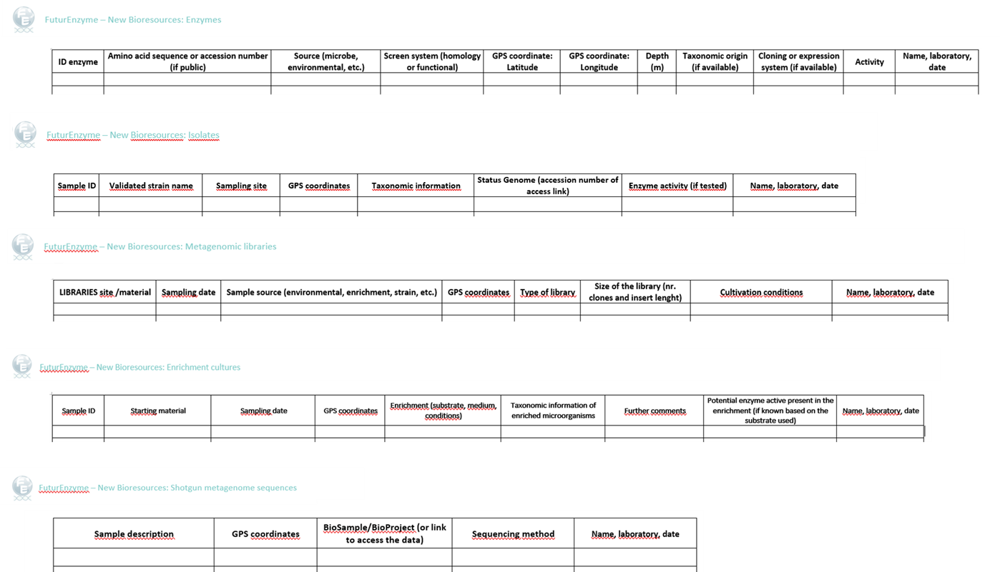 FuturEnzyme – New Bioresources: Enzymes
ID enzyme
Amino acid sequence or accession number
(if public)
Source (microbe,
environmental, etc.)
Screen system (homology
or functional)
GPS coordinate:
Latitude
GPS coordinate:
Longitude
Depth
(m)
Taxonomic origin
(if available)
Cloning or expression
system (if available)
Activity
Name, laboratory,
date
FuturEnzyme – New Bioresources: Isolates
Sample ID
Validated strain name
Sampling site
GPS coordinates
Taxonomic information
Status Genome (accession number of
access link)
Enzyme activity (if tested)
Name, laboratory, date
FuturEnzyme – New Bioresources: Metagenomic libraries
LIBRARIES site /material
Sampling date
Sample source (environmental, enrichment, strain, etc.)
GPS coordinates
Type of library
Size of the library (nr.
clones and insert lenght)
Cultivation conditions
Name, laboratory, date
FuturEnzyme – New Bioresources: Enrichment cultures
Sample ID
Starting material
Sampling date
GPS coordinates
Enrichment (substrate, medium,
conditions)
Taxonomic information of
enriched microorganisms
Further comments
Potential enzyme active present in the
enrichment (if known based on the
substrate used)
Name, laboratory, date
FuturEnzyme – New Bioresources: Shotgun metagenome sequences
Sample description
GPS coordinates
BioSample/BioProject (or link
to access the data)
Sequencing method
Name, laboratory, date